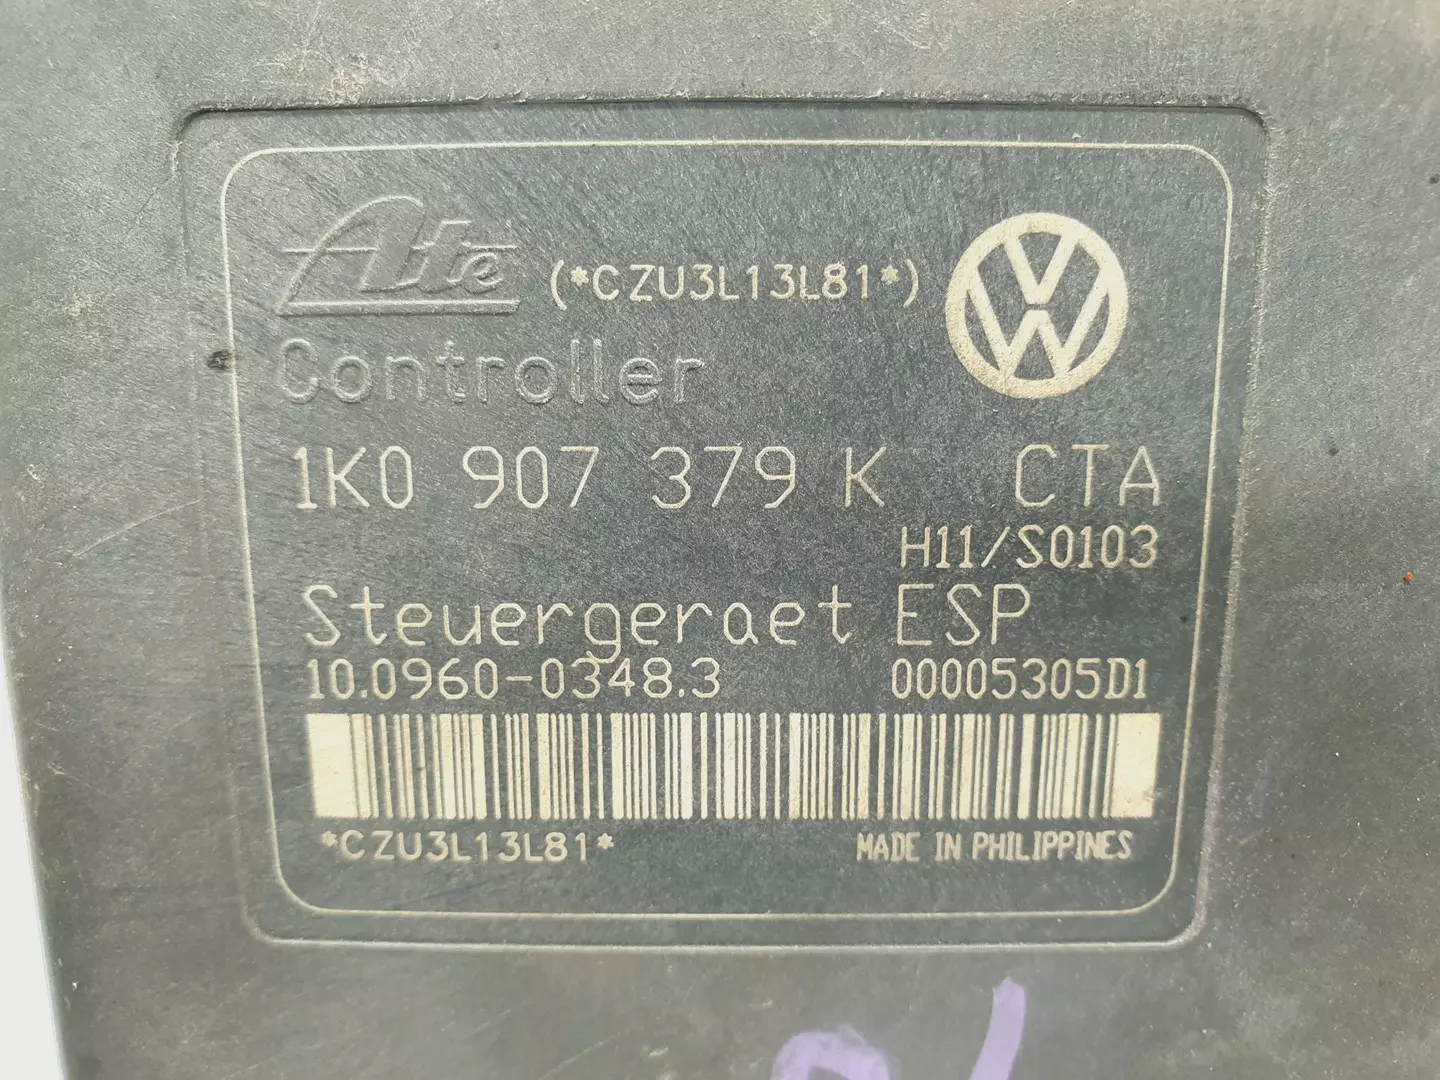 Ate (*CZU3L13L81*)
Controller
1K0 907 379 K CTA
H11/S0103
Steuergeraet ESP
10.0960-0348.3 00005305D1
*CZU3L13L81* MADE IN PHILIPPINES